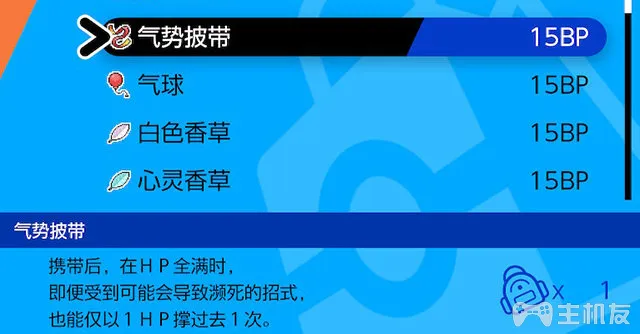 气势披带 15BP
气球 15BP
白色香草 15BP
心灵香草 15BP
气势披带
携带后，在ＨＰ全满时，
即便受到可能会导致濒死的招式，
也能仅以１ＨＰ撑过去１次。
x 1
主机友